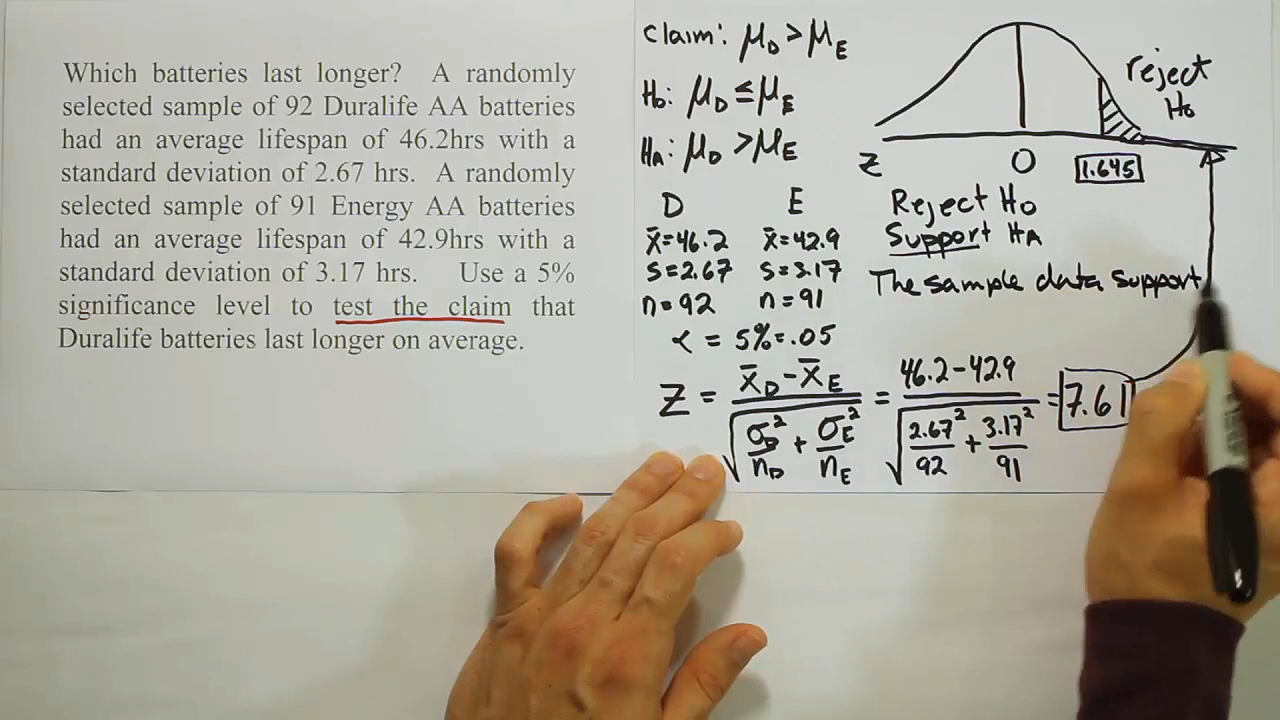 Which batteries last longer? A randomly
selected sample of 92 Duralife AA batteries
had an average lifespan of 46.2hrs with a
standard deviation of 2.67 hrs. A randomly
selected sample of 91 Energy AA batteries
had an average lifespan of 42.9hrs with a
standard deviation of 3.17 hrs. Use a 5%
significance level to test the claim that
Duralife batteries last longer on average.
Claim: μD > μE
Ho: μD ≤ μE
HA: μD > μE
D E
x̄=46.2 x̄=42.9
s=2.67 s=3.17
n=92 n=91
α = 5%=.05
Z = (x̄D - x̄E) / √(σD²/nD + σE²/nE) = (46.2-42.9) / √(2.67²/92 + 3.17²/91) = 7.61
reject
Ho
Z 0 1.645
Reject Ho
Support HA
The sample data support